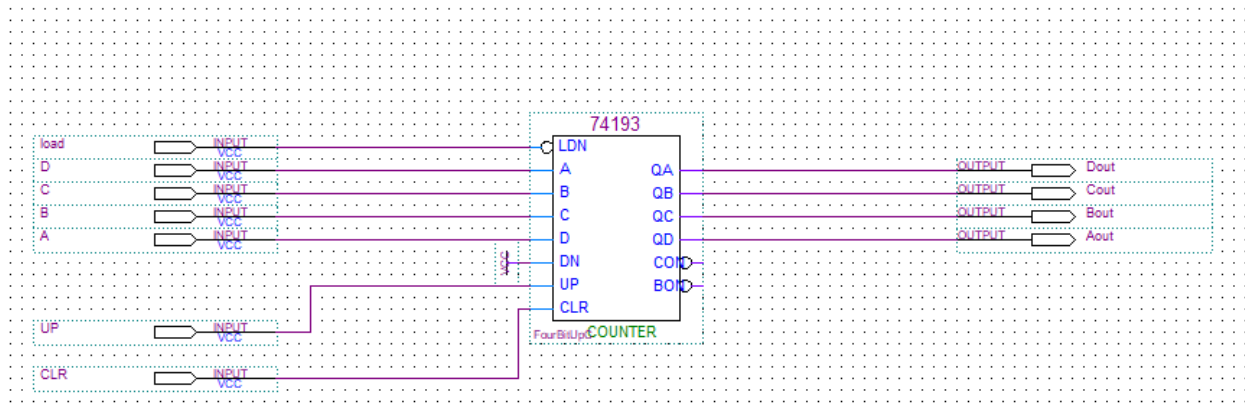 74193
load INPUT VCC LDN
D INPUT VCC A QA OUTPUT Dout
C INPUT VCC B QB OUTPUT Cout
B INPUT VCC C QC OUTPUT Bout
A INPUT VCC D QD OUTPUT Aout
VCC DN CON
UP BON
CLR
UP INPUT VCC
COUNTER
CLR INPUT VCC